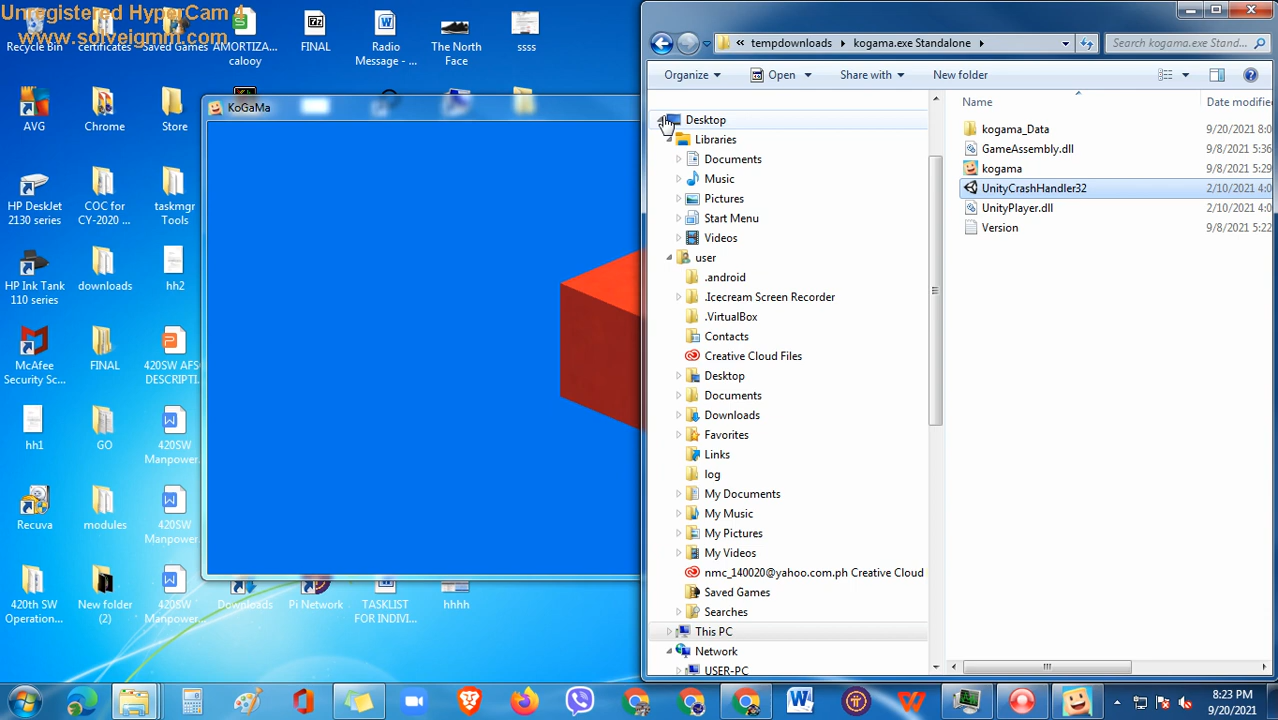 Unregistered HyperCam 4
www.solveigmm.com
Recycle Bin
certificates
Saved Games
AMORTIZA...
calooy
FINAL
Radio
Message - ...
The North
Face
ssss
AVG
Chrome
Store
HP DeskJet
2130 series
COC for
CY-2020 ...
taskmgr
Tools
HP Ink Tank
110 series
downloads
hh2
McAfee
Security Sc...
FINAL
420SW AFS
DESCRIPTI...
hh1
GO
420SW
Manpower
Recuva
modules
420SW
Manpower
420th SW
Operation...
New folder
(2)
420SW
Manpower
Downloads
Pi Network
TASKLIST
FOR INDIVI...
hhhh
KoGaMa
« tempdownloads ▸ kogama.exe Standalone ▸
Search kogama.exe Stand...
Organize
Open
Share with
New folder
Desktop
Libraries
Documents
Music
Pictures
Start Menu
Videos
user
.android
.Icecream Screen Recorder
.VirtualBox
Contacts
Creative Cloud Files
Desktop
Documents
Downloads
Favorites
Links
log
My Documents
My Music
My Pictures
My Videos
nmc_140020@yahoo.com.ph Creative Cloud
Saved Games
Searches
This PC
Network
USER-PC
Name Date modified
kogama_Data 9/20/2021 8:0
GameAssembly.dll 9/8/2021 5:36
kogama 9/8/2021 5:29
UnityCrashHandler32 2/10/2021 4:0
UnityPlayer.dll 2/10/2021 4:0
Version 9/8/2021 5:22
8:23 PM
9/20/2021